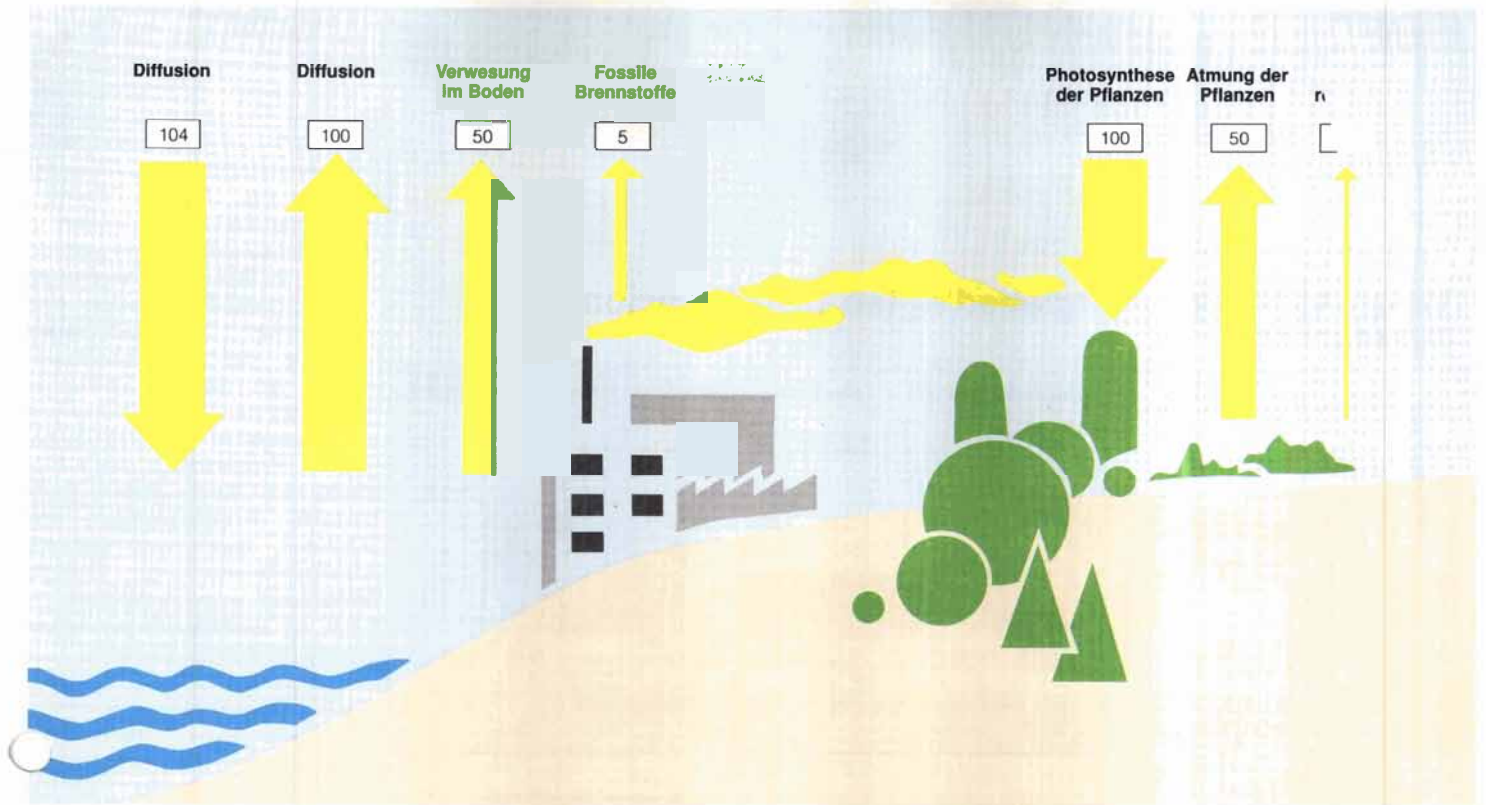 Diffusion
104
Diffusion
100
Verwesung
im Boden
50
Fossile
Brennstoffe
5
Photosynthese
der Pflanzen
100
Atmung der
Pflanzen
50